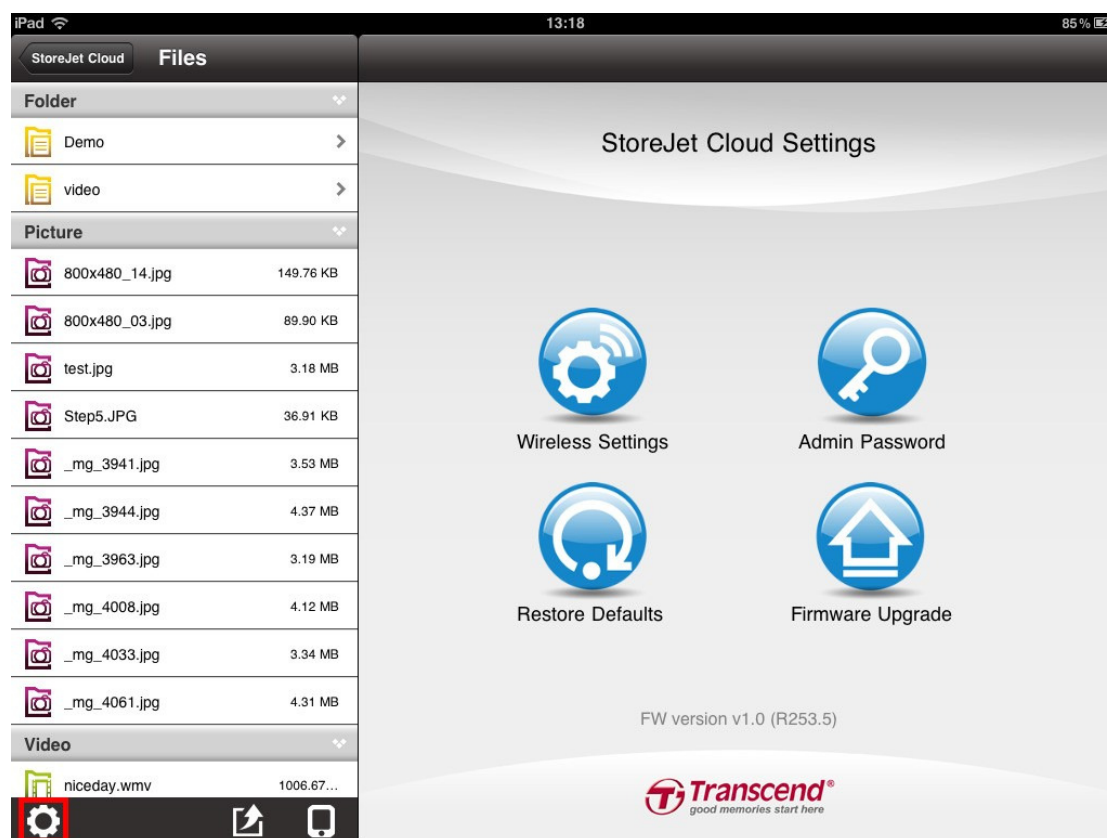 iPad 13:18 85%
StoreJet Cloud Files
Folder
Demo
video
Picture
800x480_14.jpg 149.76 KB
800x480_03.jpg 89.90 KB
test.jpg 3.18 MB
Step5.JPG 36.91 KB
_mg_3941.jpg 3.53 MB
_mg_3944.jpg 4.37 MB
_mg_3963.jpg 3.19 MB
_mg_4008.jpg 4.12 MB
_mg_4033.jpg 3.34 MB
_mg_4061.jpg 4.31 MB
Video
niceday.wmv 1006.67...
StoreJet Cloud Settings
Wireless Settings Admin Password
Restore Defaults Firmware Upgrade
FW version v1.0 (R253.5)
Transcend®
good memories start here